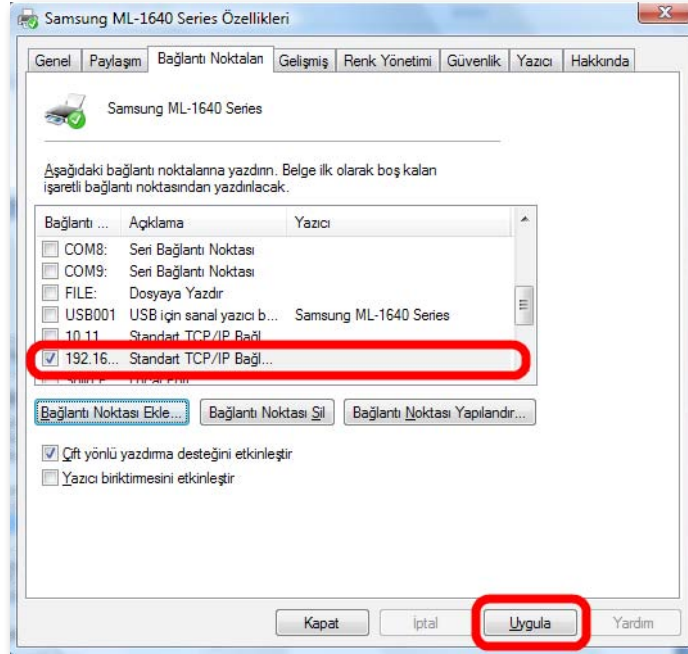 Samsung ML-1640 Series Özellikleri
Genel Paylaşım Bağlantı Noktaları Gelişmiş Renk Yönetimi Güvenlik Yazıcı Hakkında
Samsung ML-1640 Series
Aşağıdaki bağlantı noktalarına yazdırın. Belge ilk olarak boş kalan
işaretli bağlantı noktasından yazdırılacak.
Bağlantı ... Açıklama Yazıcı
COM8: Seri Bağlantı Noktası
COM9: Seri Bağlantı Noktası
FILE: Dosyaya Yazdır
USB001 USB için sanal yazıcı b... Samsung ML-1640 Series
10.11.... Standart TCP/IP Bağl...
192.16... Standart TCP/IP Bağl...
Bağlantı Noktası Ekle... Bağlantı Noktası Sil Bağlantı Noktası Yapılandır...
Çift yönlü yazdırma desteğini etkinleştir
Yazıcı biriktirmesini etkinleştir
Kapat İptal Uygula Yardım